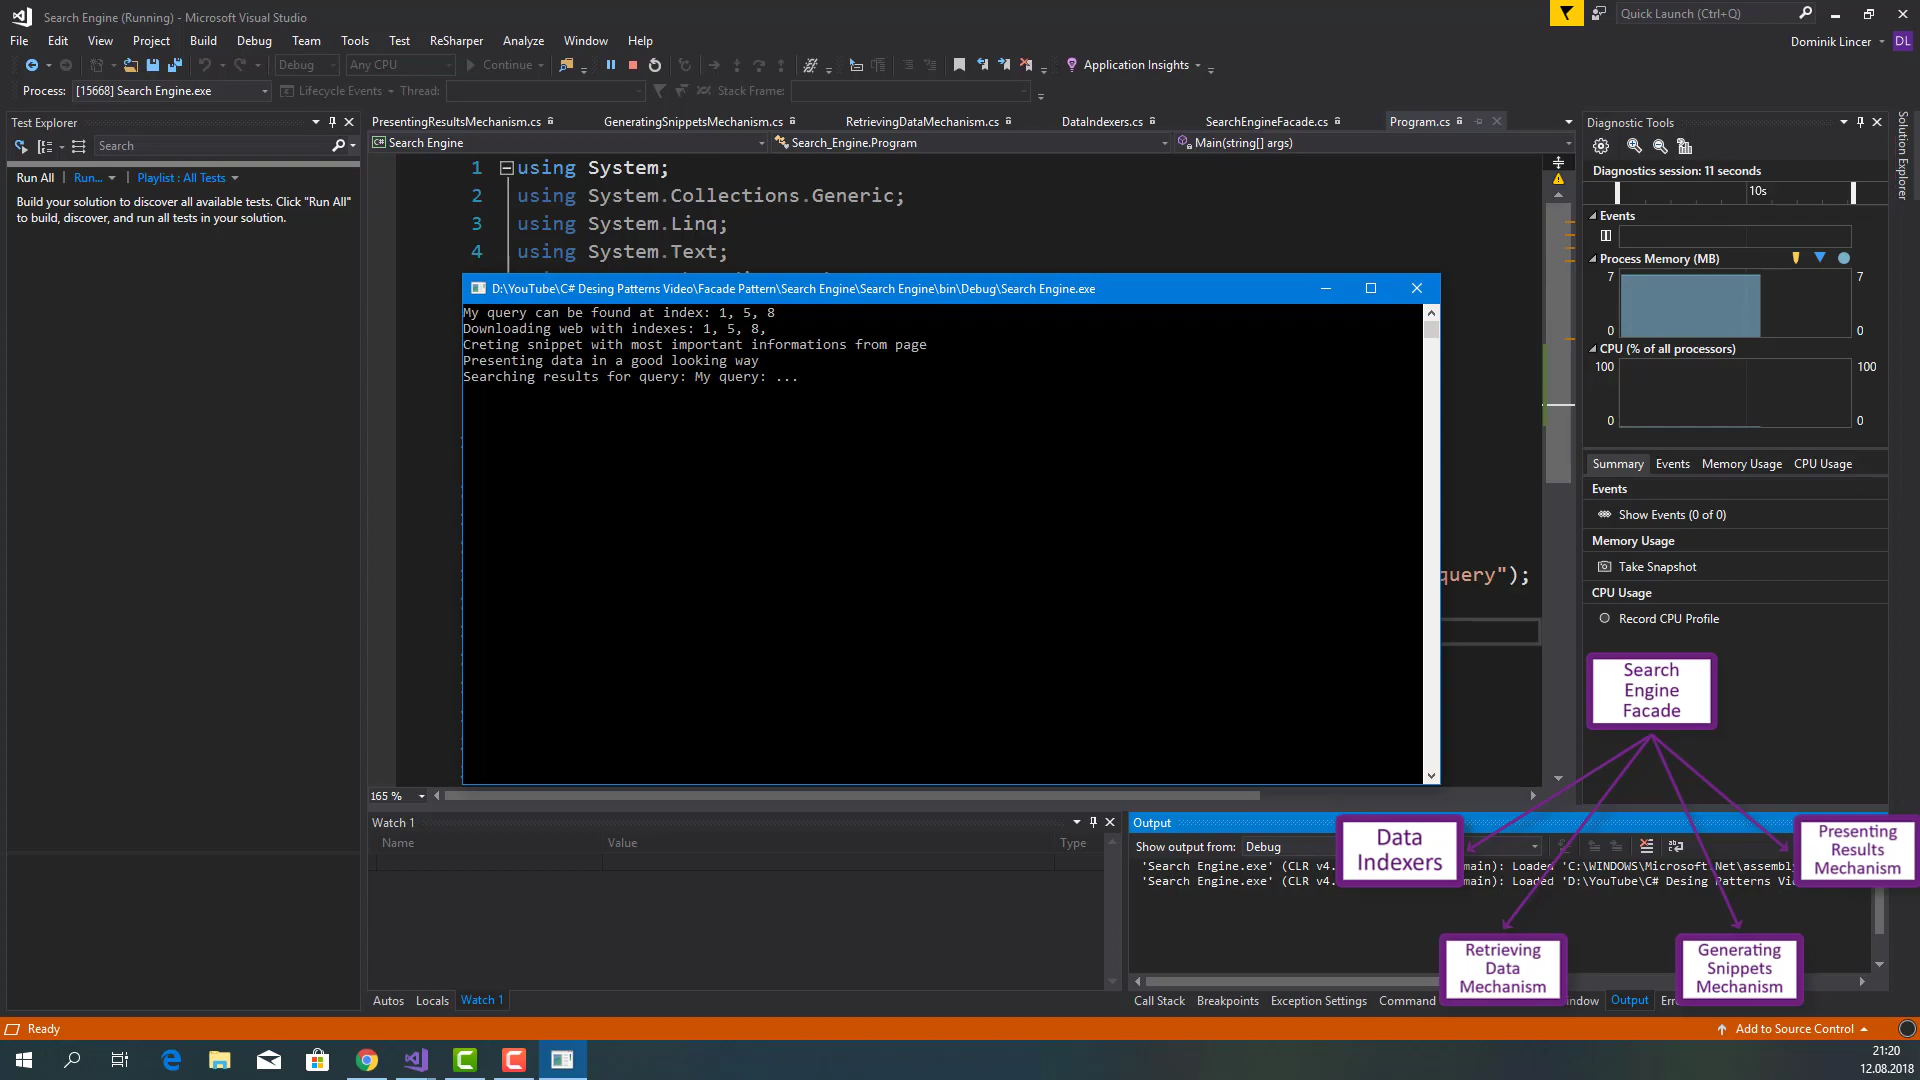 Search Engine (Running) - Microsoft Visual Studio
Quick Launch (Ctrl+Q)
File Edit View Project Build Debug Team Tools Test ReSharper Analyze Window Help
Dominik Lincer DL
Debug Any CPU Continue Application Insights
Process: [15668] Search Engine.exe Lifecycle Events Thread: Stack Frame:
Test Explorer
Search
Run All Run... Playlist : All Tests
Build your solution to discover all available tests. Click "Run All"
to build, discover, and run all tests in your solution.
PresentingResultsMechanism.cs GeneratingSnippetsMechanism.cs RetrievingDataMechanism.cs DataIndexers.cs SearchEngineFacade.cs Program.cs
Search Engine Search_Engine.Program Main(string[] args)
1 using System;
2 using System.Collections.Generic;
3 using System.Linq;
4 using System.Text;
query");
D:\YouTube\C# Desing Patterns Video\Facade Pattern\Search Engine\Search Engine\bin\Debug\Search Engine.exe
My query can be found at index: 1, 5, 8
Downloading web with indexes: 1, 5, 8,
Creting snippet with most important informations from page
Presenting data in a good looking way
Searching results for query: My query: ...
165 %
Diagnostic Tools
Diagnostics session: 11 seconds
10s
Events
Process Memory (MB)
7 7
0 0
CPU (% of all processors)
100 100
0 0
Summary Events Memory Usage CPU Usage
Events
Show Events (0 of 0)
Memory Usage
Take Snapshot
CPU Usage
Record CPU Profile
Solution Explorer
Search
Engine
Facade
Data
Indexers
Retrieving
Data
Mechanism
Generating
Snippets
Mechanism
Presenting
Results
Mechanism
Watch 1
Name Value Type
Autos Locals Watch 1
Output
Show output from: Debug
'Search Engine.exe' (CLR v4. main): Loaded 'C:\WINDOWS\Microsoft.Net\assembly
'Search Engine.exe' (CLR v4. main): Loaded 'D:\YouTube\C# Desing Patterns Vi
Call Stack Breakpoints Exception Settings Command Output
Ready
Add to Source Control
21:20
12.08.2018